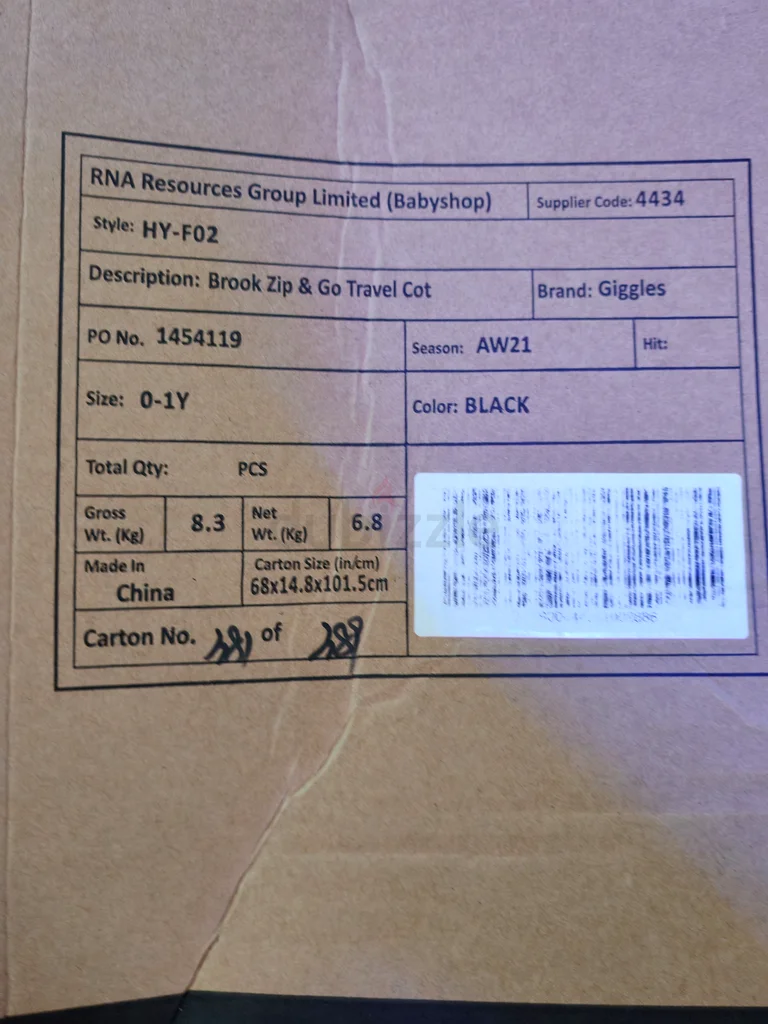 RNA Resources Group Limited (Babyshop) Supplier Code: 4434
Style: HY-F02
Description: Brook Zip & Go Travel Cot Brand: Giggles
PO No. 1454119 Season: AW21 Hit:
Size: 0-1Y Color: BLACK
Total Qty: PCS
Gross Wt. (Kg) 8.3 Net Wt. (Kg) 6.8
Made In China Carton Size (in/cm) 68x14.8x101.5cm
Carton No. of